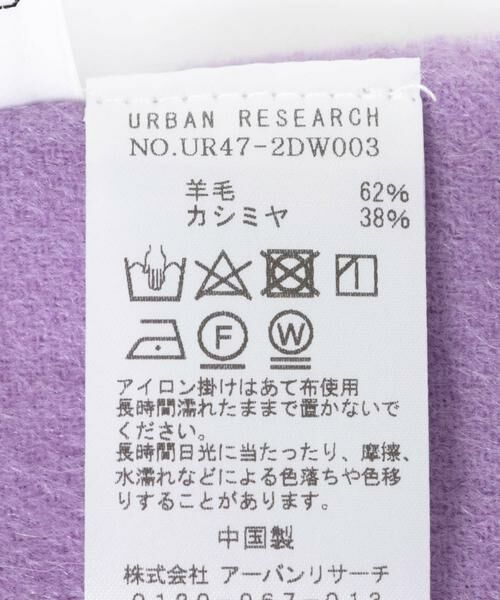 URBAN RESEARCH
NO.UR47-2DW003
羊毛 62%
カシミヤ 38%
F W
アイロン掛けはあて布使用
長時間濡れたままで置かないで
ください。
長時間日光に当たったり、摩擦、
水濡れなどによる色落ちや色移
りすることがあります。
中国製
株式会社 アーバンリサーチ
0120-967-013